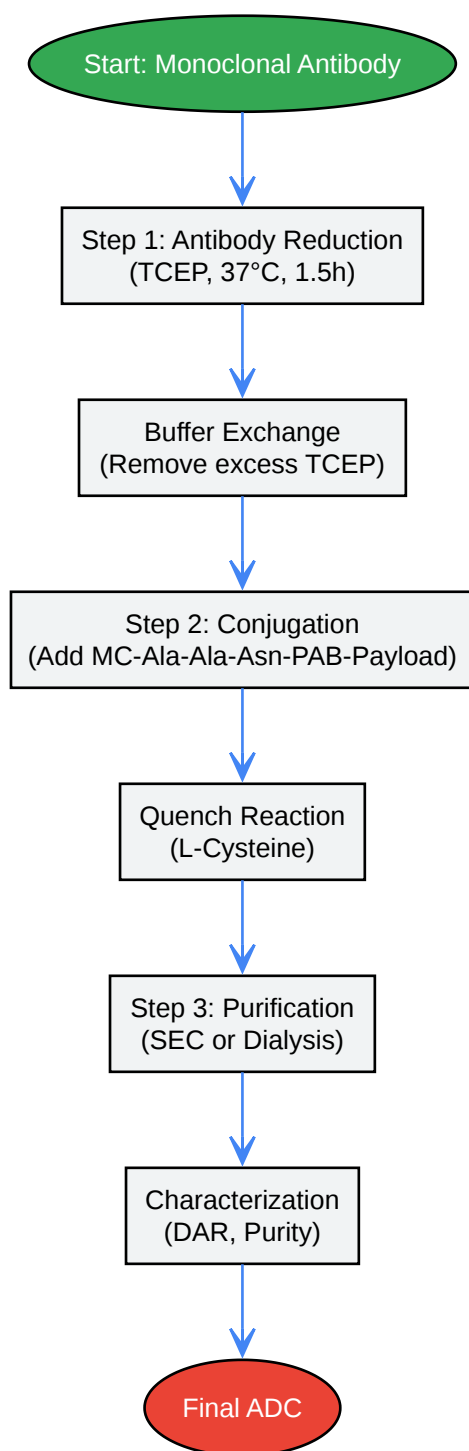 Start: Monoclonal Antibody
Step 1: Antibody Reduction
(TCEP, 37°C, 1.5h)
Buffer Exchange
(Remove excess TCEP)
Step 2: Conjugation
(Add MC-Ala-Ala-Asn-PAB-Payload)
Quench Reaction
(L-Cysteine)
Step 3: Purification
(SEC or Dialysis)
Characterization
(DAR, Purity)
Final ADC